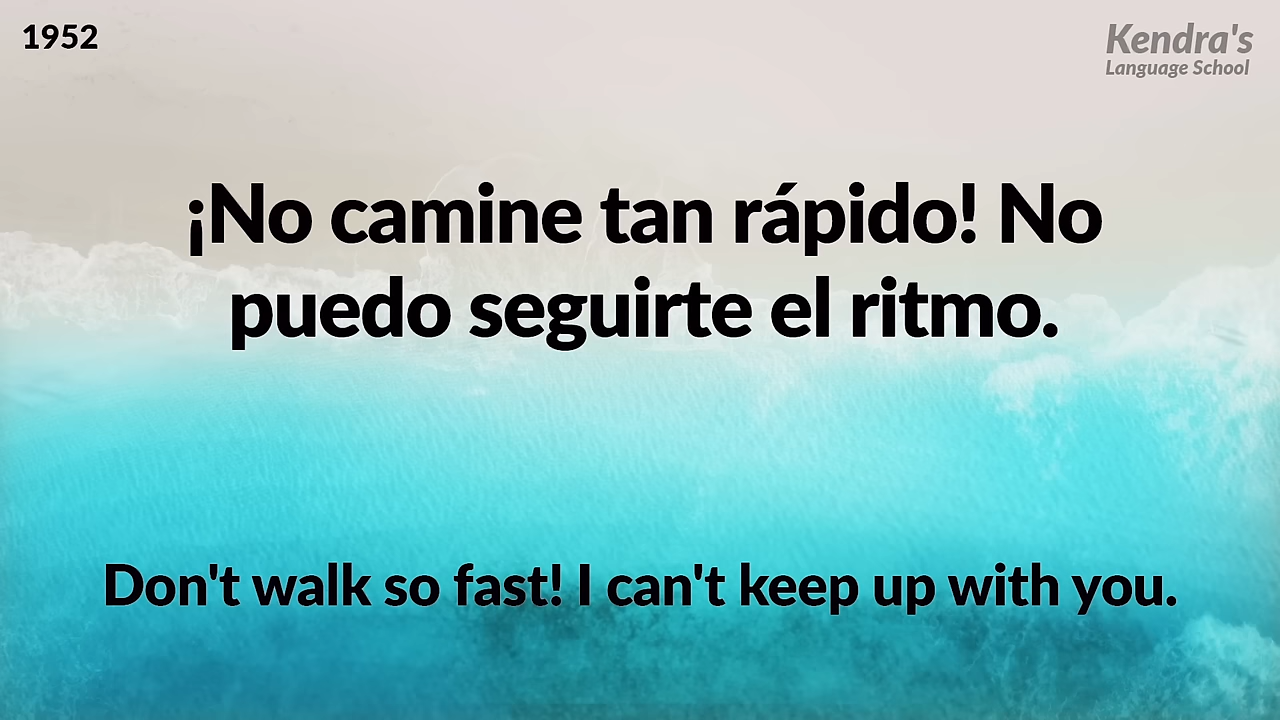 1952
Kendra's
Language School
¡No camine tan rápido! No
puedo seguirte el ritmo.
Don't walk so fast! I can't keep up with you.